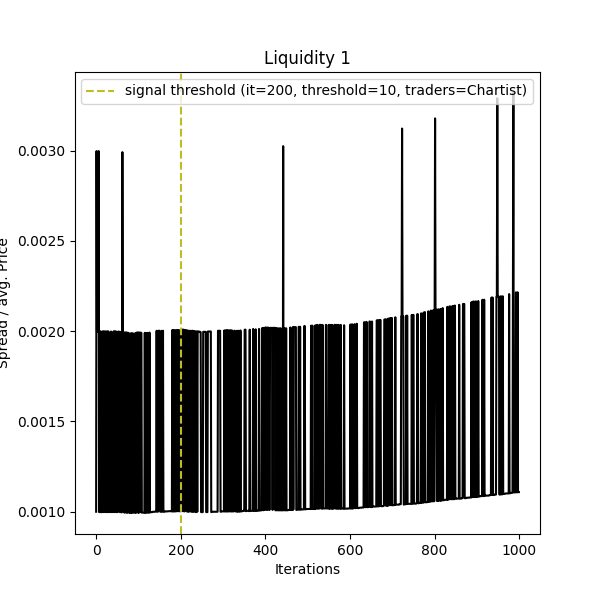 Liquidity 1
signal threshold (it=200, threshold=10, traders=Chartist)
Spread / avg. Price
0.0030
0.0025
0.0020
0.0015
0.0010
0 200 400 600 800 1000
Iterations